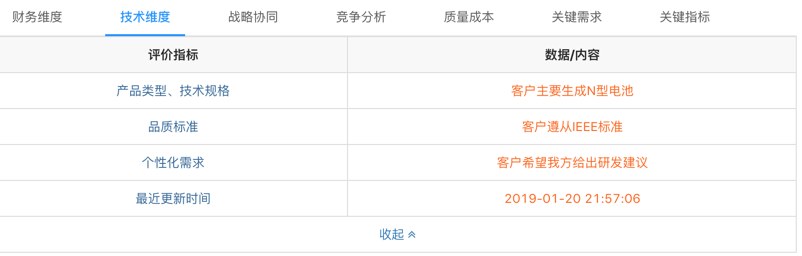 财务维度 技术维度 战略协同 竞争分析 质量成本 关键需求 关键指标
评价指标 数据/内容
产品类型、技术规格 客户主要生成N型电池
品质标准 客户遵从IEEE标准
个性化需求 客户希望我方给出研发建议
最近更新时间 2019-01-20 21:57:06
收起